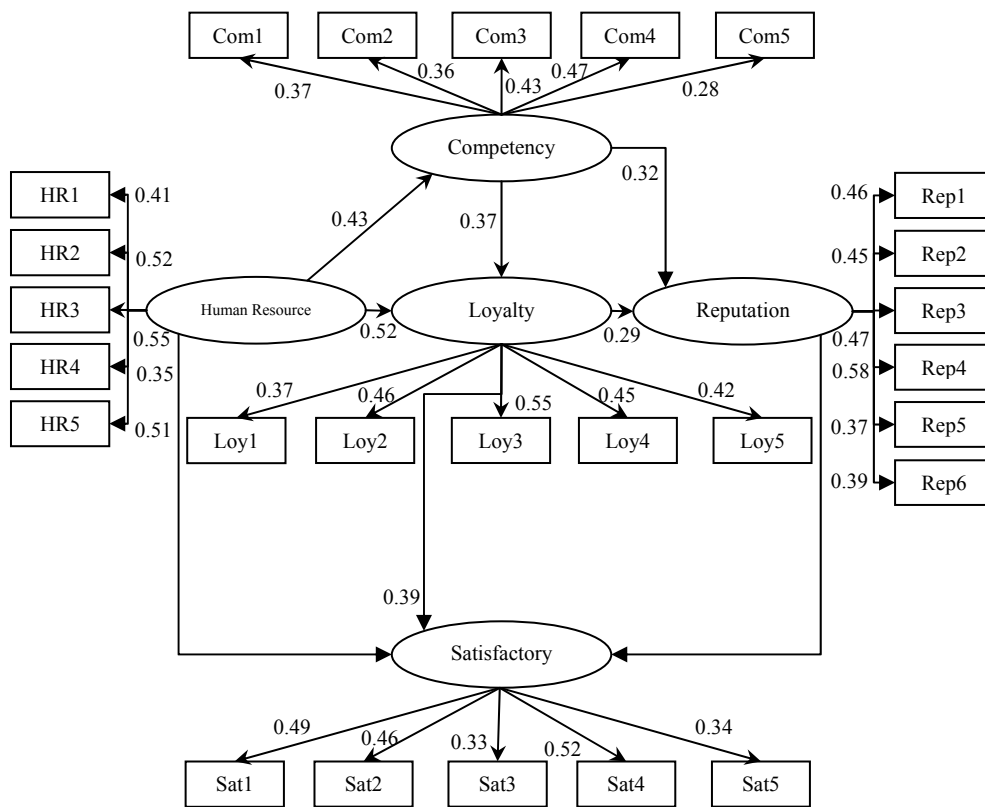 Com1 Com2 Com3 Com4 Com5
0.37 0.36 0.43 0.47 0.28
Competency
0.32
HR1 0.41
0.46 Rep1
0.43 0.37
HR2 0.52
0.45 Rep2
HR3 Human Resource Loyalty Reputation Rep3
0.55 0.52 0.29 0.47
HR4 0.35
0.58 Rep4
0.37 0.46 0.55 0.45 0.42
HR5 0.51
0.37 Rep5
Loy1 Loy2 Loy3 Loy4 Loy5
0.39 Rep6
0.39
Satisfactory
0.49 0.46 0.33 0.52 0.34
Sat1 Sat2 Sat3 Sat4 Sat5